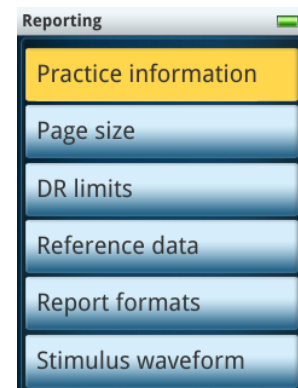 Reporting
Practice information
Page size
DR limits
Reference data
Report formats
Stimulus waveform